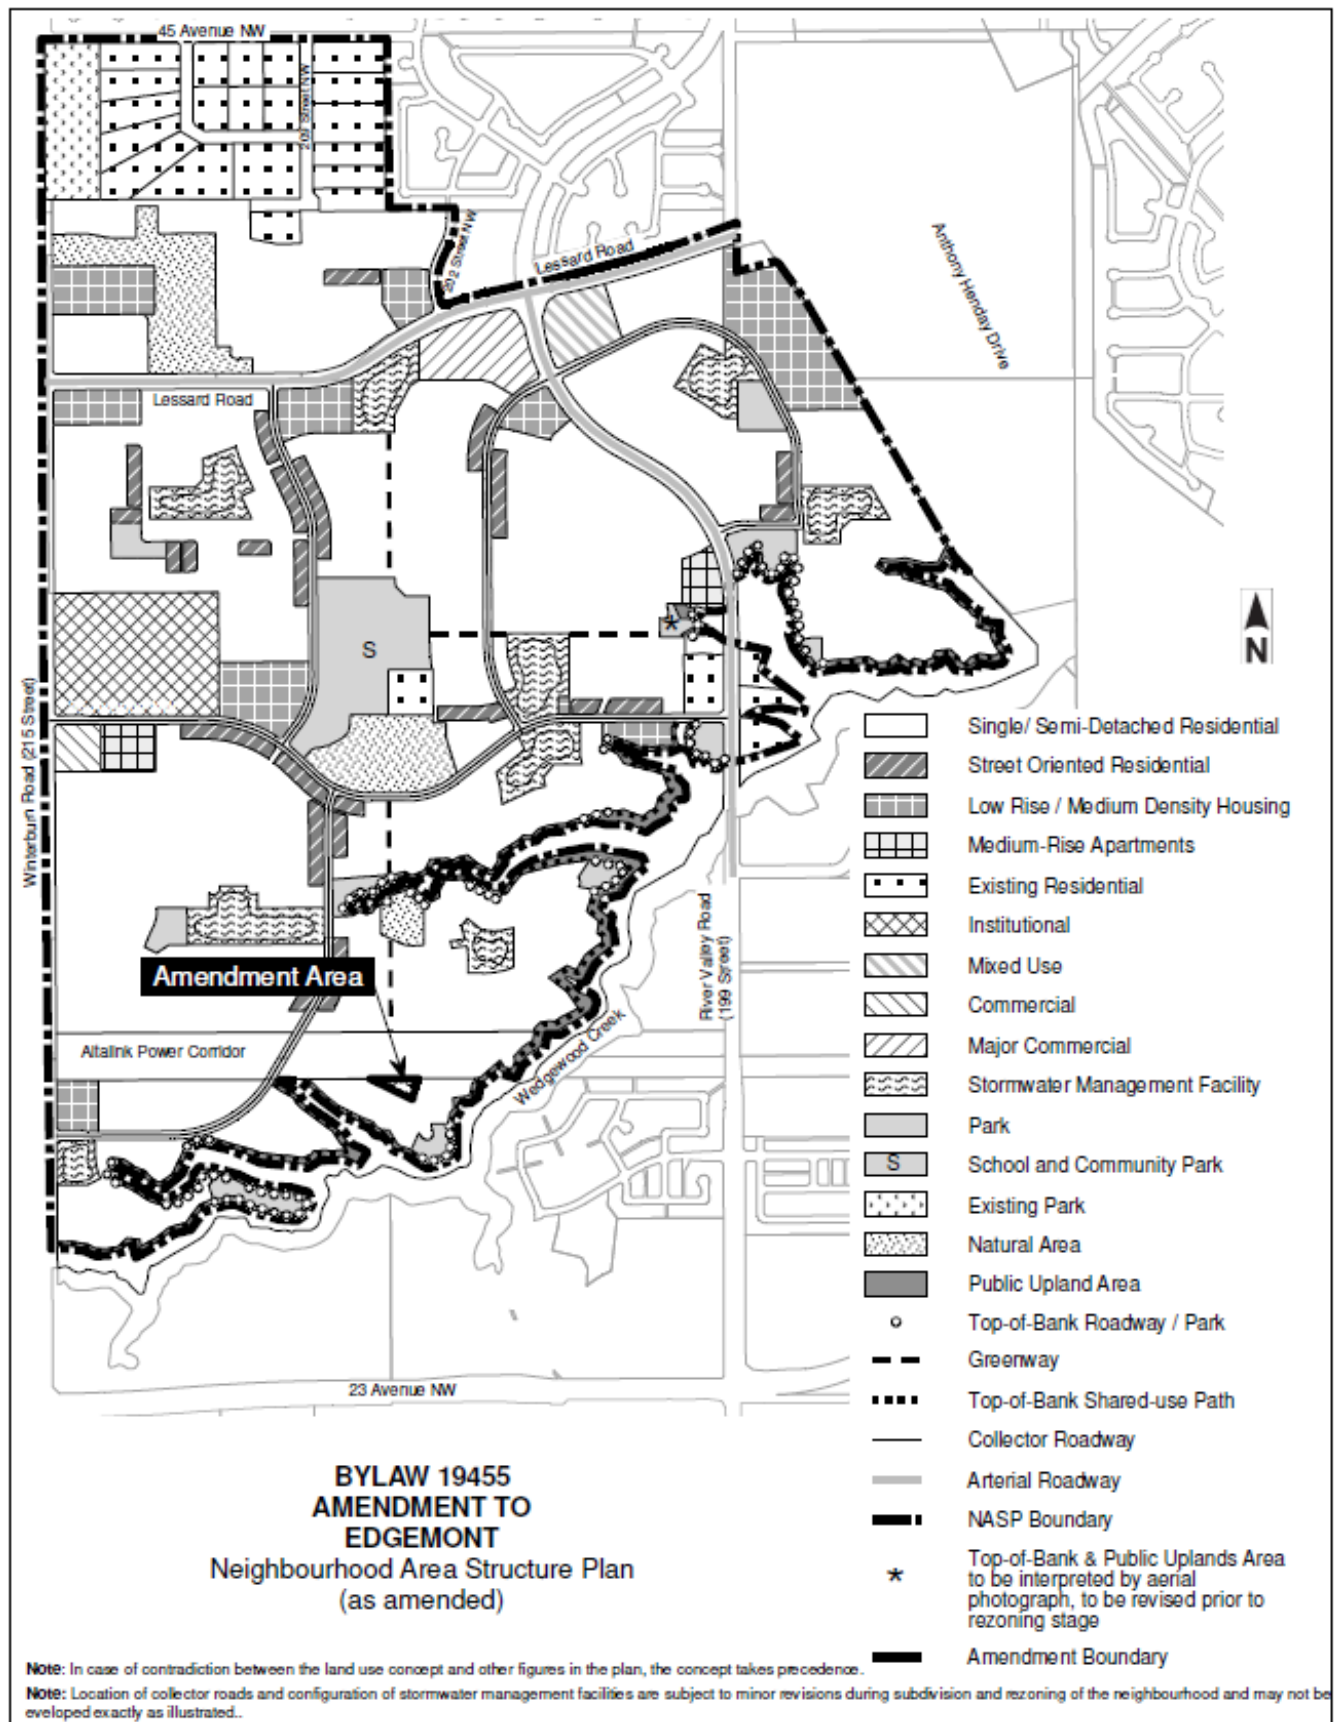 45 Avenue NW
200 Street NW
202 Street NW
Lessard Road
Anthony Henday Drive
Lessard Road
*
S
Winterburn Road (215 Street)
Amendment Area
River Valley Road
(199 Street)
Altalink Power Corridor
Wedgewood Creek
23 Avenue NW
N
Single/ Semi-Detached Residential
Street Oriented Residential
Low Rise / Medium Density Housing
Medium-Rise Apartments
Existing Residential
Institutional
Mixed Use
Commercial
Major Commercial
Stormwater Management Facility
Park
S School and Community Park
Existing Park
Natural Area
Public Upland Area
Top-of-Bank Roadway / Park
Greenway
Top-of-Bank Shared-use Path
Collector Roadway
Arterial Roadway
NASP Boundary
* Top-of-Bank & Public Uplands Area
to be interpreted by aerial
photograph, to be revised prior to
rezoning stage
Amendment Boundary
BYLAW 19455
AMENDMENT TO
EDGEMONT
Neighbourhood Area Structure Plan
(as amended)
Note: In case of contradiction between the land use concept and other figures in the plan, the concept takes precedence.
Note: Location of collector roads and configuration of stormwater management facilities are subject to minor revisions during subdivision and rezoning of the neighbourhood and may not be
eveloped exactly as illustrated..